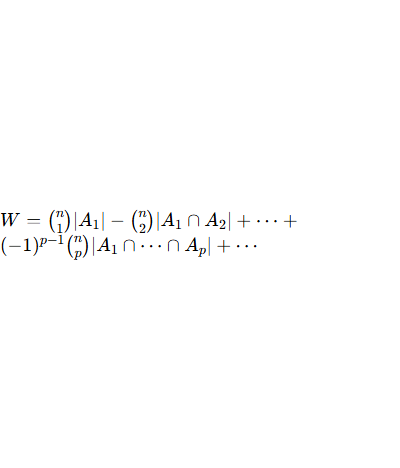 W = \binom{n}{1}|A_1| - \binom{n}{2}|A_1 \cap A_2| + \cdots +
(-1)^{p-1}\binom{n}{p}|A_1 \cap \cdots \cap A_p| + \cdots